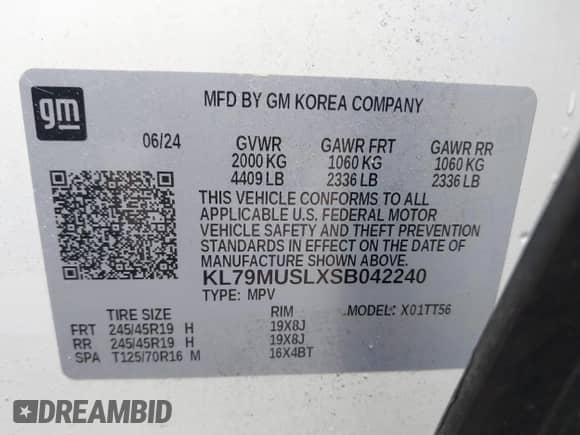 gm
MFD BY GM KOREA COMPANY
06/24 GVWR GAWR FRT GAWR RR
2000 KG 1060 KG 1060 KG
4409 LB 2336 LB 2336 LB
THIS VEHICLE CONFORMS TO ALL
APPLICABLE U.S. FEDERAL MOTOR
VEHICLE SAFETY AND THEFT PREVENTION
STANDARDS IN EFFECT ON THE DATE OF
MANUFACTURE SHOWN ABOVE.
KL79MUSLXSB042240
TYPE: MPV MODEL: X01TT56
TIRE SIZE RIM
FRT 245/45R19 H 19X8J
RR 245/45R19 H 19X8J
SPA T125/70R16 M 16X4BT
DREAMBID